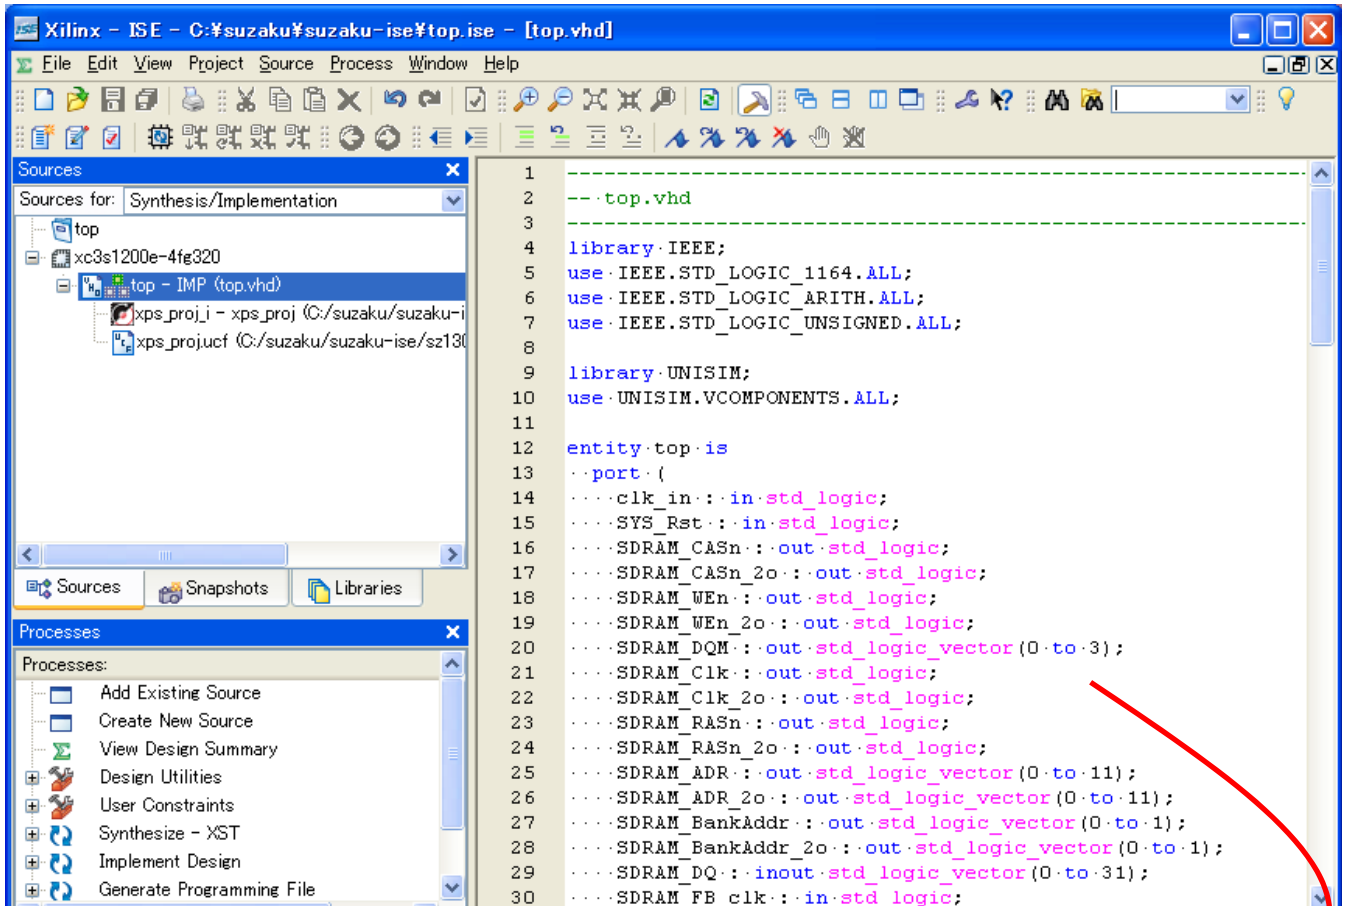 Xilinx - ISE - C:¥suzaku¥suzaku-ise¥top.ise - [top.vhd]
File Edit View Project Source Process Window Help
Sources
Sources for: Synthesis/Implementation
top
xc3s1200e-4fg320
top - IMP (top.vhd)
xps_proj_i - xps_proj (C:/suzaku/suzaku-i
xps_proj.ucf (C:/suzaku/suzaku-ise/sz130
Sources Snapshots Libraries
Processes
Processes:
Add Existing Source
Create New Source
View Design Summary
Design Utilities
User Constraints
Synthesize - XST
Implement Design
Generate Programming File
1 --------------------------------------------------------------
2 --·top.vhd
3 --------------------------------------------------------------
4 library·IEEE;
5 use·IEEE.STD_LOGIC_1164.ALL;
6 use·IEEE.STD_LOGIC_ARITH.ALL;
7 use·IEEE.STD_LOGIC_UNSIGNED.ALL;
8
9 library·UNISIM;
10 use·UNISIM.VCOMPONENTS.ALL;
11
12 entity·top·is
13 ··port·(
14 ····clk_in·:·in·std_logic;
15 ····SYS_Rst·:·in·std_logic;
16 ····SDRAM_CASn·:·out·std_logic;
17 ····SDRAM_CASn_2o·:·out·std_logic;
18 ····SDRAM_WEn·:·out·std_logic;
19 ····SDRAM_WEn_2o·:·out·std_logic;
20 ····SDRAM_DQM·:·out·std_logic_vector(0·to·3);
21 ····SDRAM_Clk·:·out·std_logic;
22 ····SDRAM_Clk_2o·:·out·std_logic;
23 ····SDRAM_RASn·:·out·std_logic;
24 ····SDRAM_RASn_2o·:·out·std_logic;
25 ····SDRAM_ADR·:·out·std_logic_vector(0·to·11);
26 ····SDRAM_ADR_2o·:·out·std_logic_vector(0·to·11);
27 ····SDRAM_BankAddr·:·out·std_logic_vector(0·to·1);
28 ····SDRAM_BankAddr_2o·:·out·std_logic_vector(0·to·1);
29 ····SDRAM_DQ·:·inout·std_logic_vector(0·to·31);
30 ····SDRAM_FB_clk·:·in·std_logic;